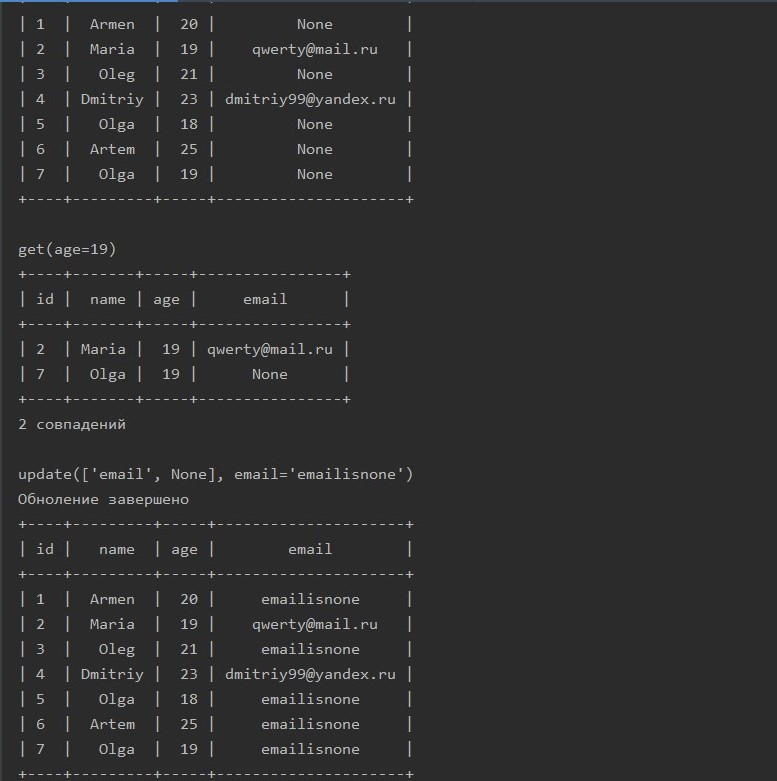 | 1  |  Armen  |  20 |         None        |
| 2  |  Maria  |  19 |    qwerty@mail.ru   |
| 3  |   Oleg  |  21 |         None        |
| 4  | Dmitriy |  23 | dmitriy99@yandex.ru |
| 5  |   Olga  |  18 |         None        |
| 6  |  Artem  |  25 |         None        |
| 7  |   Olga  |  19 |         None        |
+----+---------+-----+---------------------+
get(age=19)
+----+-------+-----+----------------+
| id |  name | age |     email      |
+----+-------+-----+----------------+
| 2  | Maria |  19 | qwerty@mail.ru |
| 7  |  Olga |  19 |      None      |
+----+-------+-----+----------------+
2 совпадений
update(['email', None], email='emailisnone')
Обноление завершено
+----+---------+-----+---------------------+
| id |   name  | age |        email        |
+----+---------+-----+---------------------+
| 1  |  Armen  |  20 |     emailisnone     |
| 2  |  Maria  |  19 |    qwerty@mail.ru   |
| 3  |   Oleg  |  21 |     emailisnone     |
| 4  | Dmitriy |  23 | dmitriy99@yandex.ru |
| 5  |   Olga  |  18 |     emailisnone     |
| 6  |  Artem  |  25 |     emailisnone     |
| 7  |   Olga  |  19 |     emailisnone     |
+----+---------+-----+---------------------+